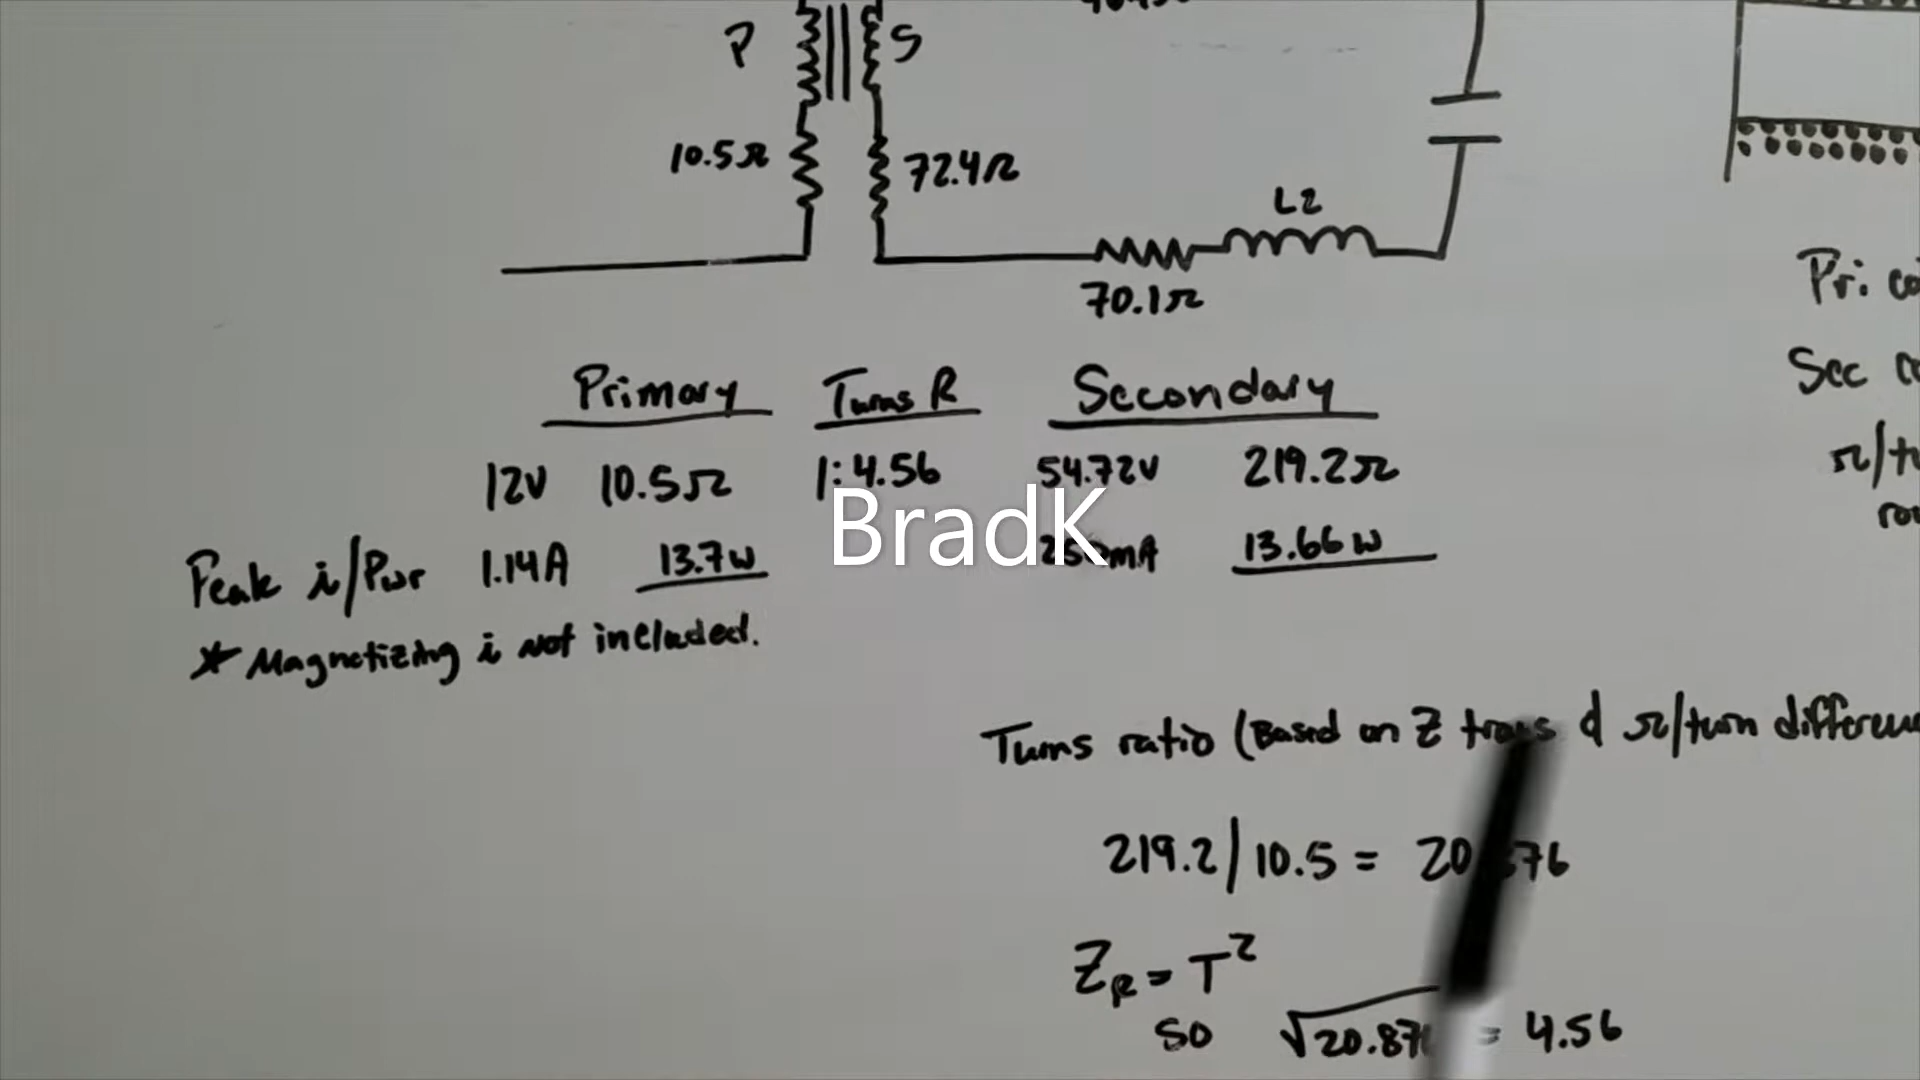 P S
10.5Ω 72.4Ω
L2
70.1Ω
Pri
Sec
Primary Turns R Secondary
12V 10.5Ω 1:4.56 54.72V 219.2Ω
Ω/
BradK
Peak i/Pwr 1.14A 13.7W 13.66W
* Magnetizing i not included.
Turns ratio (Based on Z & Ω/turn
219.2/10.5 =
Z_R = T²
so = 4.56